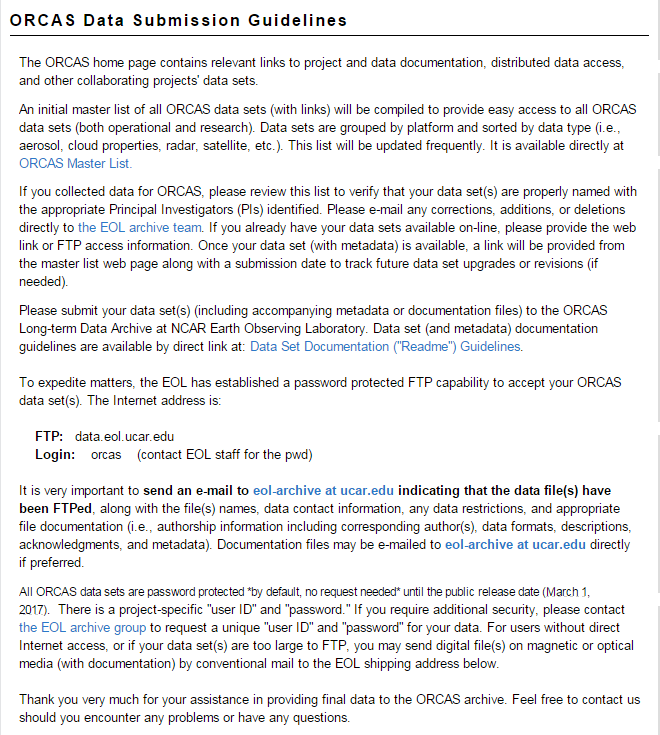 ORCAS Data Submission Guidelines
The ORCAS home page contains relevant links to project and data documentation, distributed data access,
and other collaborating projects' data sets.
An initial master list of all ORCAS data sets (with links) will be compiled to provide easy access to all ORCAS
data sets (both operational and research). Data sets are grouped by platform and sorted by data type (i.e.,
aerosol, cloud properties, radar, satellite, etc.). This list will be updated frequently. It is available directly at
ORCAS Master List.
If you collected data for ORCAS, please review this list to verify that your data set(s) are properly named with
the appropriate Principal Investigators (PIs) identified. Please e-mail any corrections, additions, or deletions
directly to the EOL archive team. If you already have your data sets available on-line, please provide the web
link or FTP access information. Once your data set (with metadata) is available, a link will be provided from
the master list web page along with a submission date to track future data set upgrades or revisions (if
needed).
Please submit your data set(s) (including accompanying metadata or documentation files) to the ORCAS
Long-term Data Archive at NCAR Earth Observing Laboratory. Data set (and metadata) documentation
guidelines are available by direct link at: Data Set Documentation ("Readme") Guidelines.
To expedite matters, the EOL has established a password protected FTP capability to accept your ORCAS
data set(s). The Internet address is:
FTP: data.eol.ucar.edu
Login: orcas (contact EOL staff for the pwd)
It is very important to send an e-mail to eol-archive at ucar.edu indicating that the data file(s) have
been FTPed, along with the file(s) names, data contact information, any data restrictions, and appropriate
file documentation (i.e., authorship information including corresponding author(s), data formats, descriptions,
acknowledgments, and metadata). Documentation files may be e-mailed to eol-archive at ucar.edu directly
if preferred.
All ORCAS data sets are password protected *by default, no request needed* until the public release date (March 1,
2017). There is a project-specific "user ID" and "password." If you require additional security, please contact
the EOL archive group to request a unique "user ID" and "password" for your data. For users without direct
Internet access, or if your data set(s) are too large to FTP, you may send digital file(s) on magnetic or optical
media (with documentation) by conventional mail to the EOL shipping address below.
Thank you very much for your assistance in providing final data to the ORCAS archive. Feel free to contact us
should you encounter any problems or have any questions.